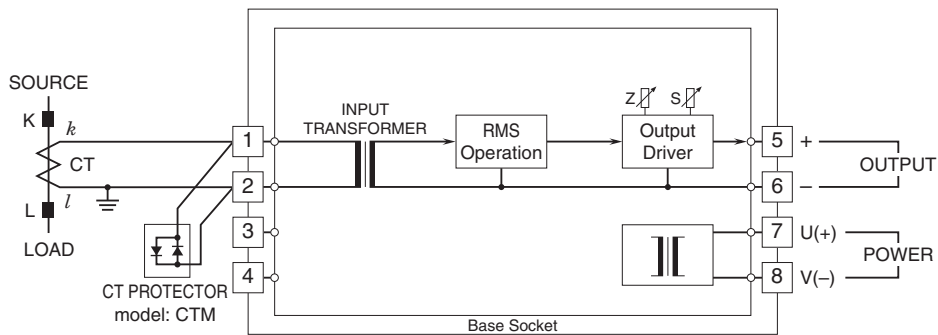 SOURCE
K
k
CT
L
l
LOAD
CT PROTECTOR
model: CTM
1
2
3
4
INPUT
TRANSFORMER
RMS
Operation
Z
S
Output
Driver
5
+
6
–
OUTPUT
7
U(+)
8
V(–)
POWER
Base Socket